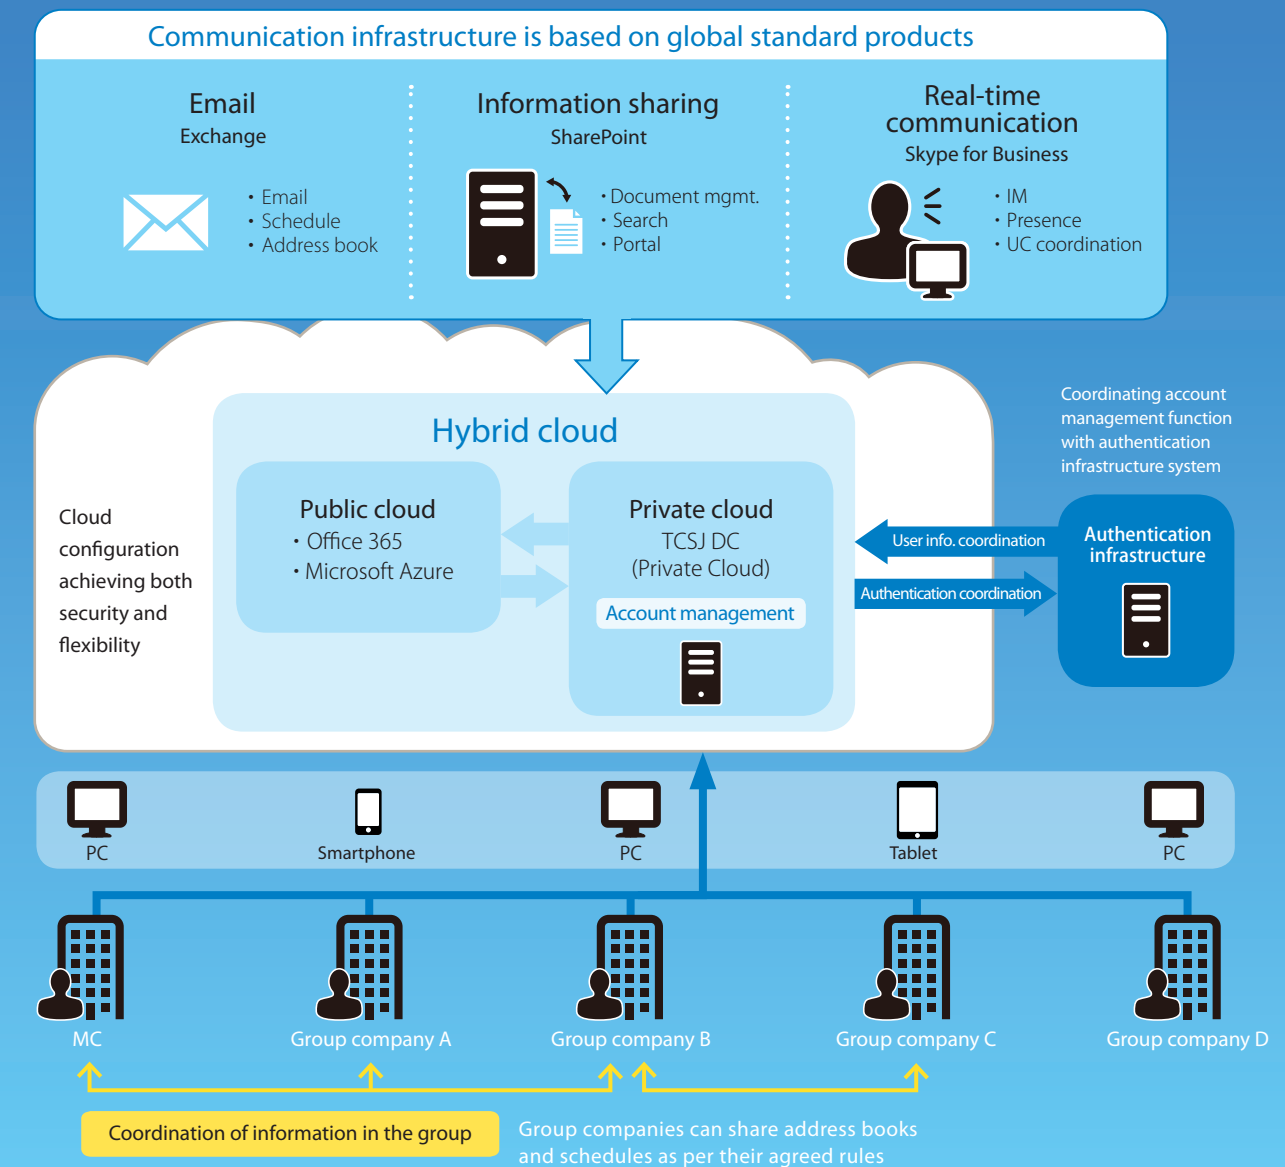 Communication infrastructure is based on global standard products
Email
Exchange
・Email
・Schedule
・Address book
Information sharing
SharePoint
・Document mgmt.
・Search
・Portal
Real-time
communication
Skype for Business
・IM
・Presence
・UC coordination
Hybrid cloud
Cloud
configuration
achieving both
security and
flexibility
Public cloud
・Office 365
・Microsoft Azure
Private cloud
TCSJ DC
(Private Cloud)
Account management
Coordinating account
management function
with authentication
infrastructure system
User info. coordination
Authentication coordination
Authentication
infrastructure
PC
Smartphone
PC
Tablet
PC
MC
Group company A
Group company B
Group company C
Group company D
Coordination of information in the group
Group companies can share address books
and schedules as per their agreed rules